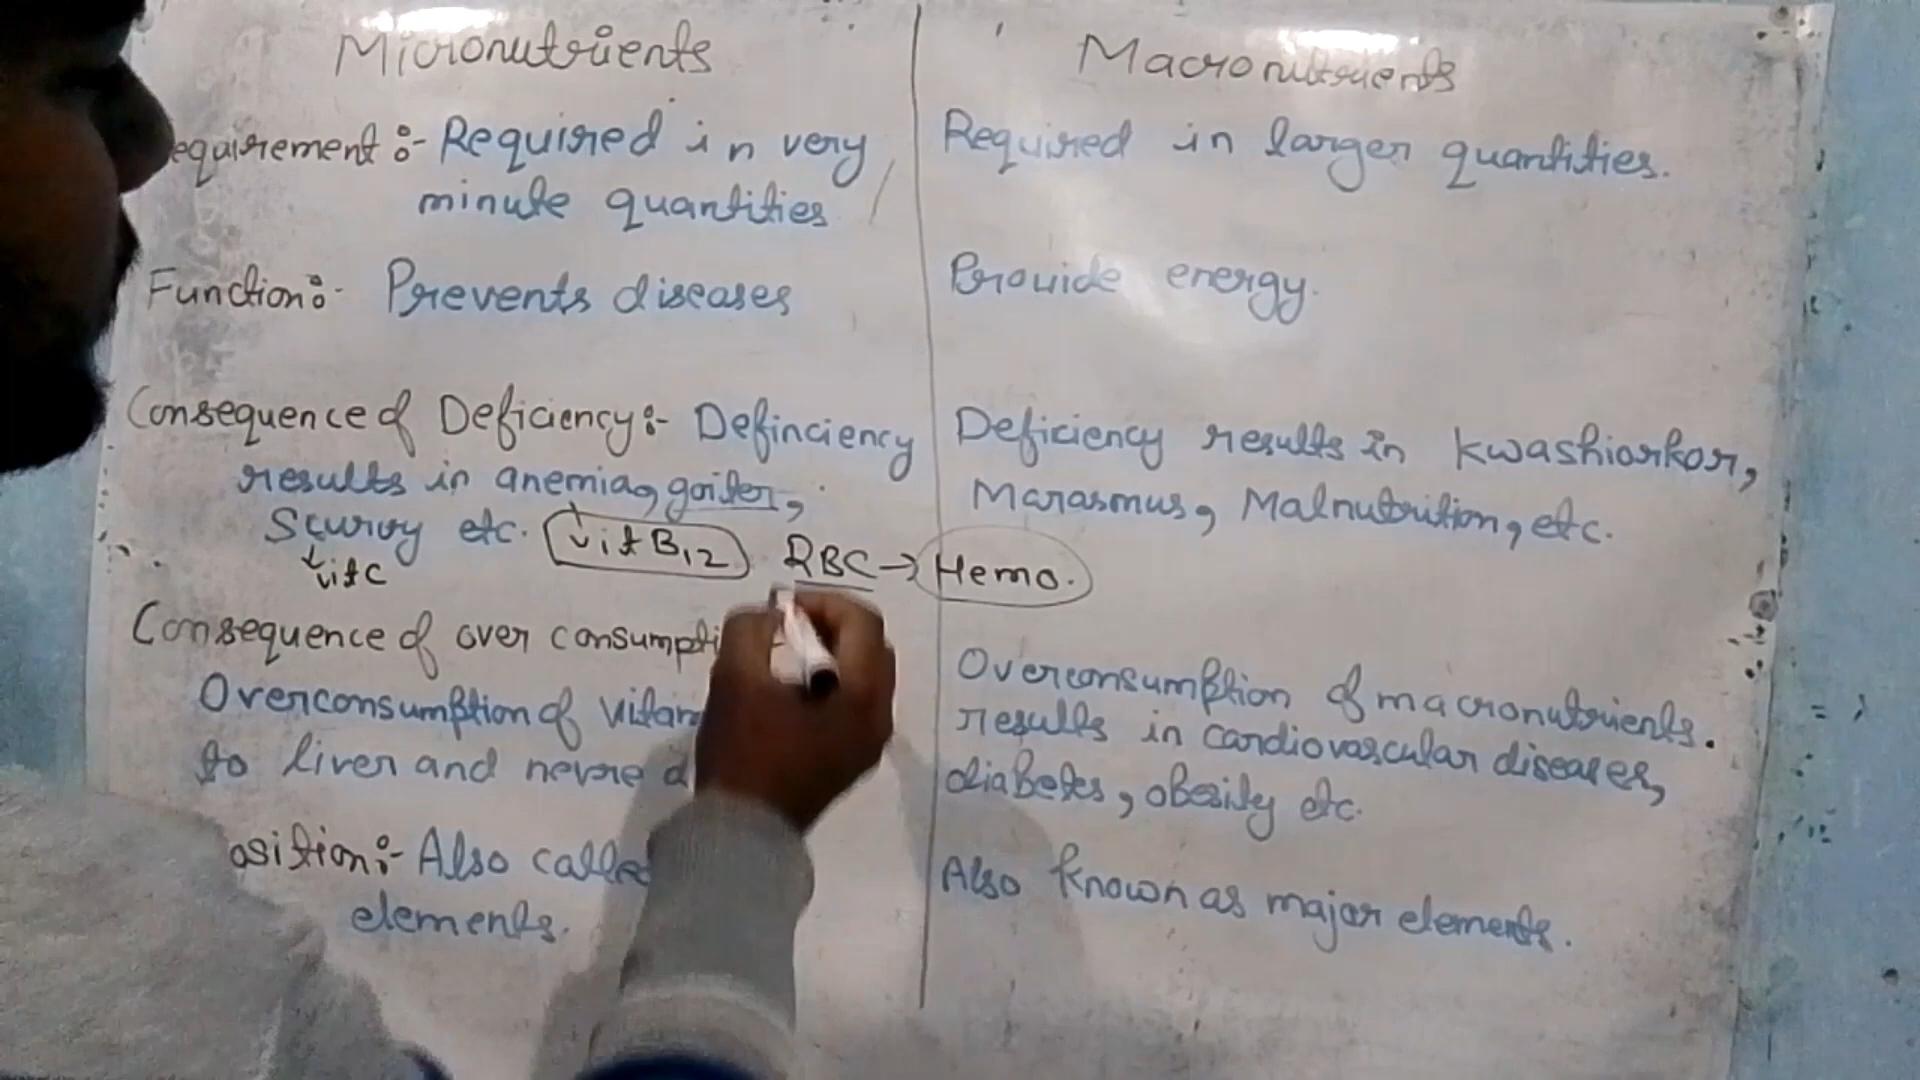 Micronutrients
equirement :- Required in very
minute quantities
Function :- Prevents diseases
Consequence of Deficiency :- Definciency
results in anemia, goiter,
Scurvy etc. vit B12 RBC → Hemo.
vit C
Consequence of over consumpti
Overconsumption of vitam
to liver and nevre d
osition :- Also calle
elements.
Macronutrients
Required in larger quantities.
Provide energy.
Deficiency results in Kwashiorkor,
Marasmus, Malnutrition, etc.
Overconsumption of macronutrients.
results in cardiovascular diseases,
diabetes, obesity etc.
Also known as major elements.